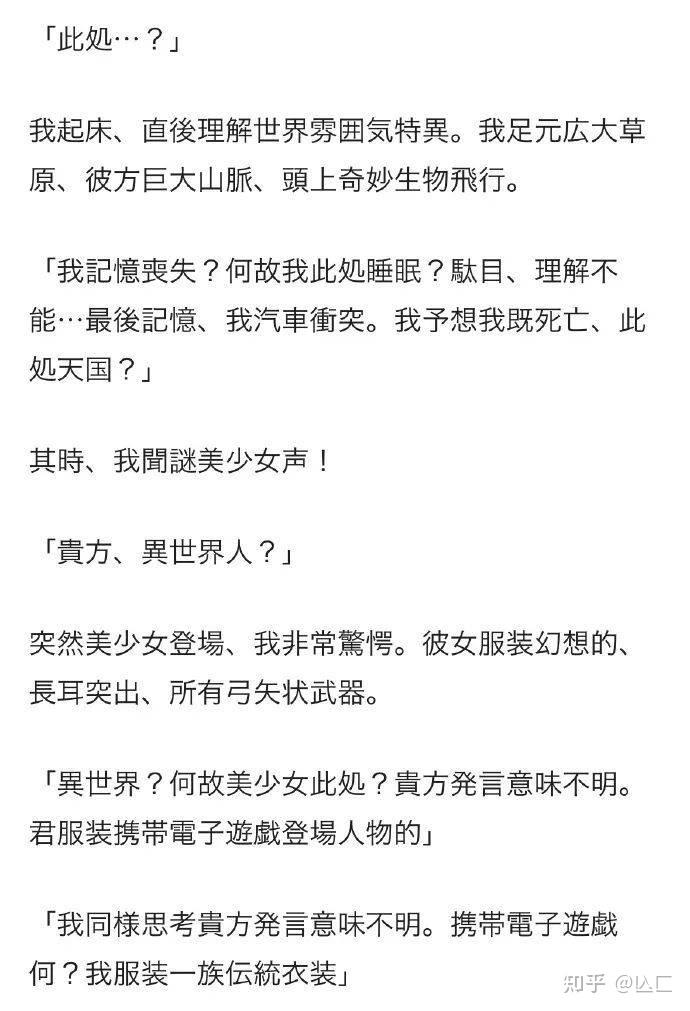 「此処…？」
我起床、直後理解世界雰囲気特異。我足元広大草
原、彼方巨大山脈、頭上奇妙生物飛行。
「我記憶喪失？何故我此処睡眠？駄目、理解不
能…最後記憶、我汽車衝突。我予想我既死亡、此
処天国？」
其時、我聞謎美少女声！
「貴方、異世界人？」
突然美少女登場、我非常驚愕。彼女服装幻想的、
長耳突出、所有弓矢状武器。
「異世界？何故美少女此処？貴方発言意味不明。
君服装携帯電子遊戯登場人物的」
「我同様思考貴方発言意味不明。携帯電子遊戯
何？我服装一族伝統衣装」
知乎 @亾匚